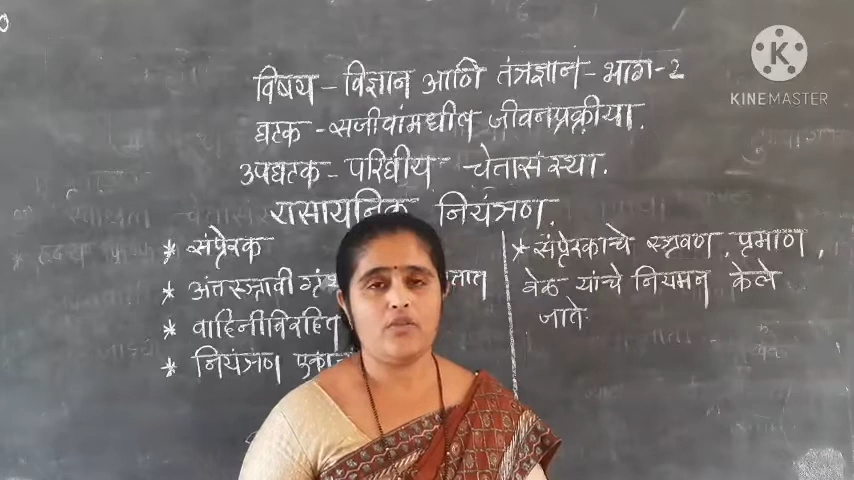 विषय - विज्ञान आणि तंत्रज्ञान - भाग-2
घटक - सजीवांमधील जीवनप्रक्रीया.
उपघटक - परिघीय चेतासंस्था.
रासायनिक नियंत्रण.
* संप्रेरक
* अंतस्त्रावी
* वाहिनीविरहित
* नियंत्रण
* संप्रेरकाचे स्त्रवण, प्रमाण,
वेळ यांचे नियमन केले
जाते.
KINEMASTER